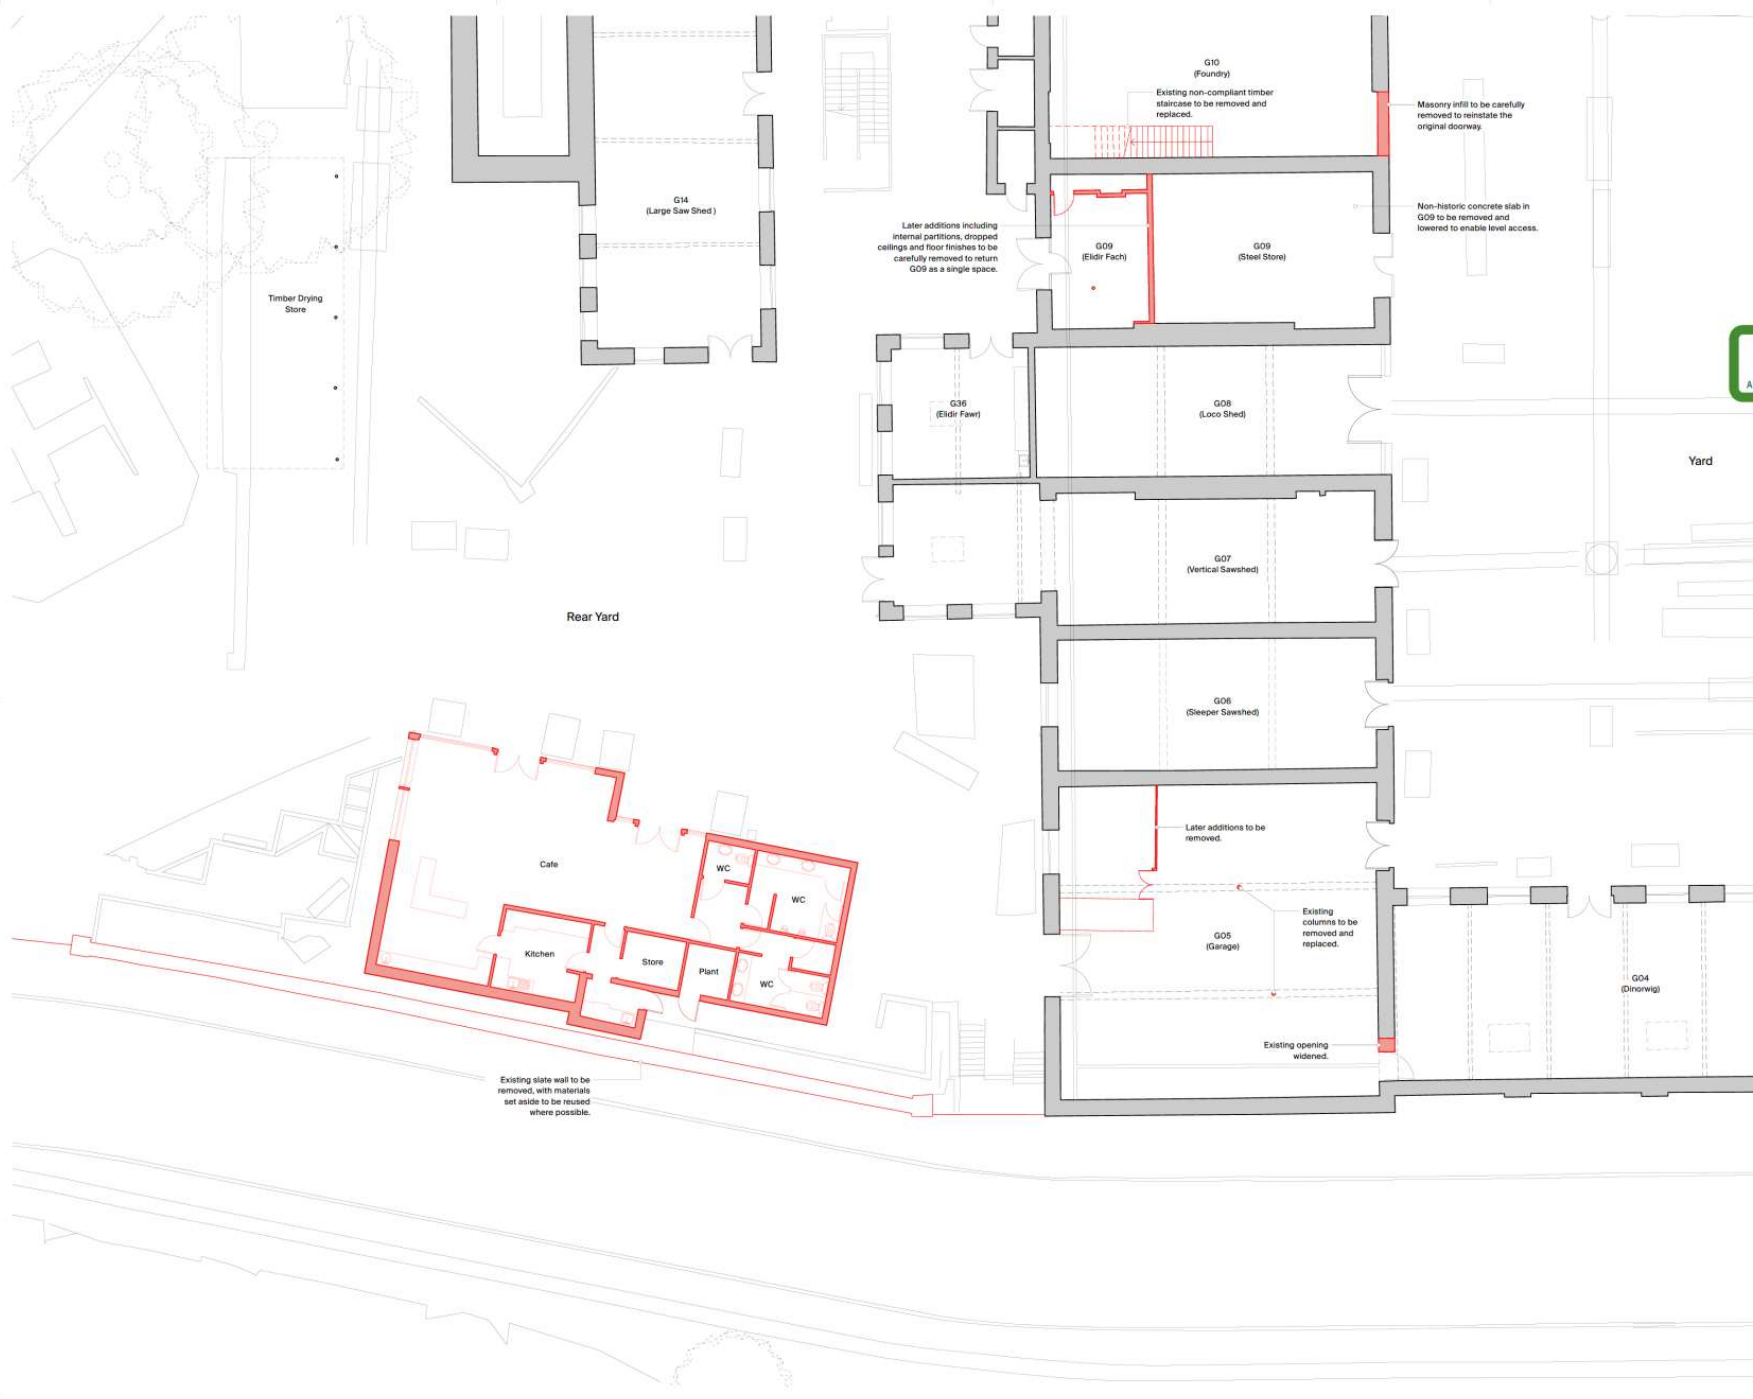 G10
(Foundry)
Existing non-compliant timber
staircase to be removed and
replaced.
Masonry infill to be carefully
removed to reinstate the
original doorway.
G14
(Large Saw Shed )
Non-historic concrete slab in
G09 to be removed and
lowered to enable level access.
Later additions including
internal partitions, dropped
ceilings and floor finishes to be
carefully removed to return
G09 as a single space.
G09
(Elidir Fach)
G09
(Steel Store)
Timber Drying
Store
A
G36
(Elidir Fawr)
G08
(Loco Shed)
Yard
G07
(Vertical Sawshed)
Rear Yard
G06
(Sleeper Sawshed)
Later additions to be
removed.
Cafe
WC
WC
Existing
columns to be
removed and
replaced.
G05
(Garage)
Kitchen
Store
Plant
WC
G04
(Dinorwig)
Existing opening
widened.
Existing slate wall to be
removed, with materials
set aside to be reused
where possible.